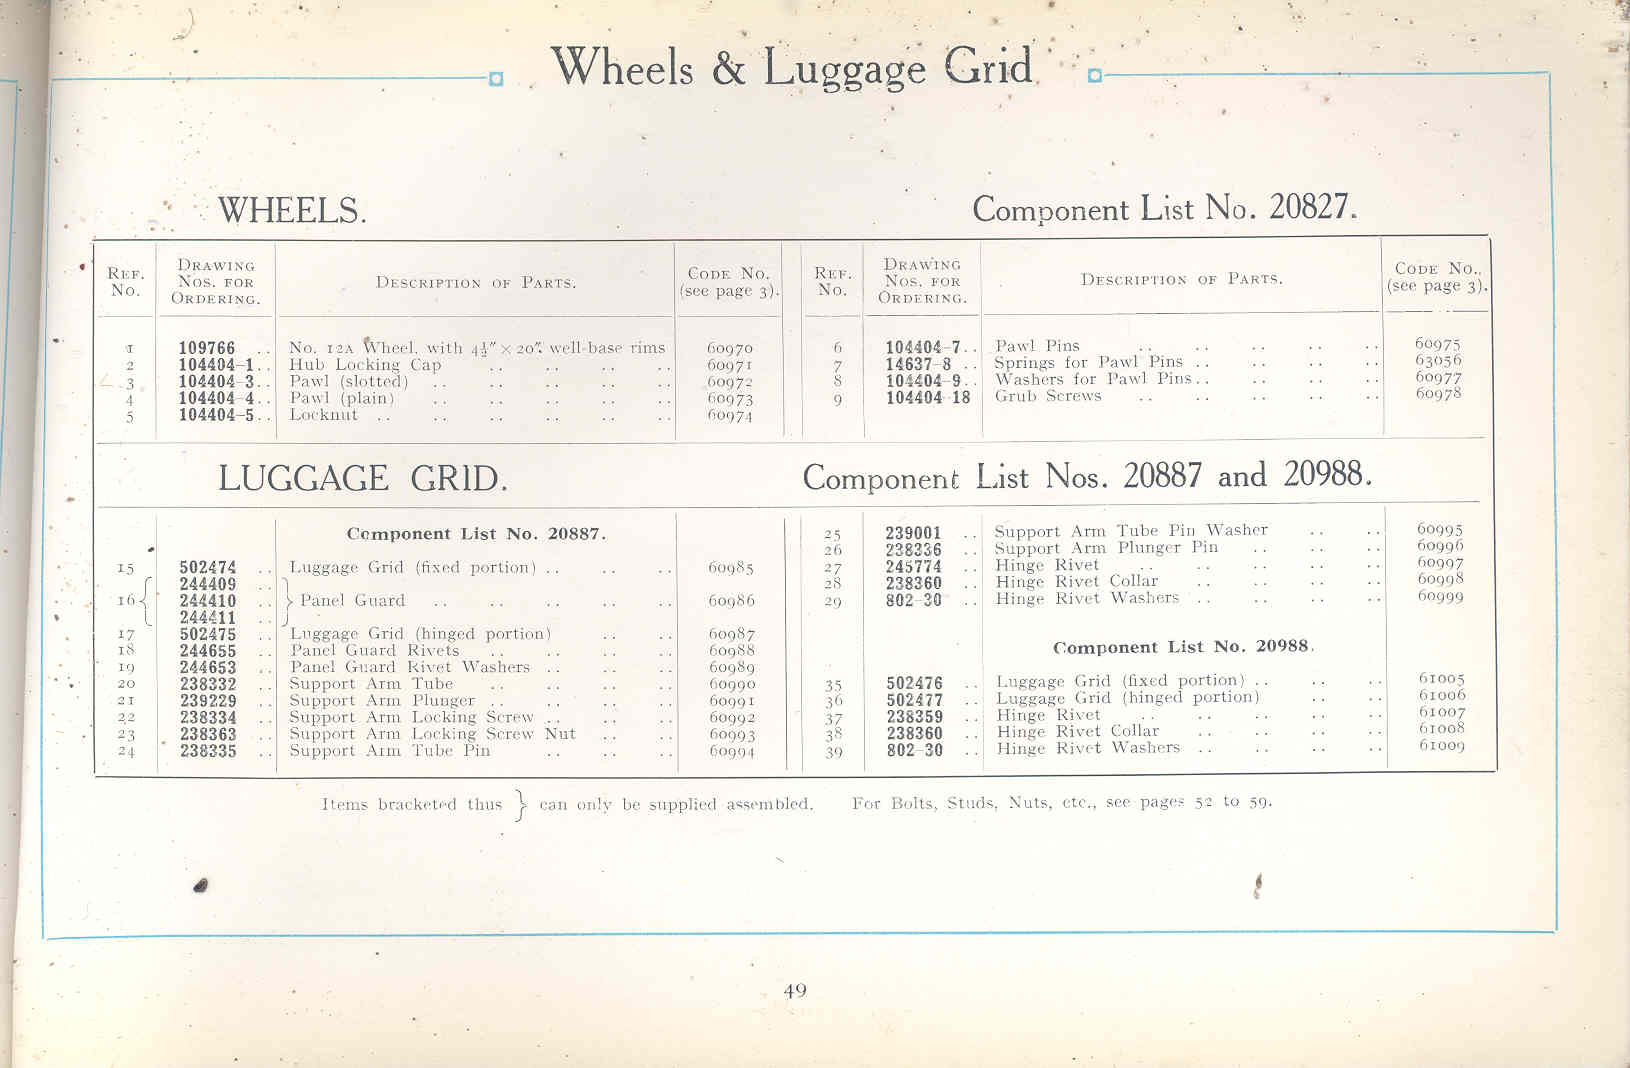 Wheels & Luggage Grid
WHEELS. Component List No. 20827.
REF. No. DRAWING Nos. FOR ORDERING. DESCRIPTION OF PARTS. CODE No. (see page 3). REF. No. DRAWING Nos. FOR ORDERING. DESCRIPTION OF PARTS. CODE No., (see page 3).
1 109766 .. No. 12A Wheel, with 4½″ × 20″ well-base rims 60970
2 104404-1.. Hub Locking Cap .. .. .. .. 60971
3 104404-3.. Pawl (slotted) .. .. .. .. .. 60972
4 104404-4.. Pawl (plain) .. .. .. .. .. 60973
5 104404-5.. Locknut .. .. .. .. .. .. 60974
6 104404-7.. Pawl Pins .. .. .. .. .. 60975
7 14637-8 .. Springs for Pawl Pins .. .. .. .. 63056
8 104404-9.. Washers for Pawl Pins.. .. .. .. 60977
9 104404-18 Grub Screws .. .. .. .. .. 60978
LUGGAGE GRID. Component List Nos. 20887 and 20988.
Component List No. 20887.
15 502474 .. Luggage Grid (fixed portion) .. .. .. 60985
244409 ..
16 { 244410 .. } Panel Guard .. .. .. .. .. 60986
244411 ..
17 502475 .. Luggage Grid (hinged portion) .. .. 60987
18 244655 .. Panel Guard Rivets .. .. .. .. 60988
19 244653 .. Panel Guard Rivet Washers .. .. .. 60989
20 238332 .. Support Arm Tube .. .. .. .. 60990
21 239229 .. Support Arm Plunger .. .. .. .. 60991
22 238334 .. Support Arm Locking Screw .. .. .. 60992
23 238363 .. Support Arm Locking Screw Nut .. .. 60993
24 238335 .. Support Arm Tube Pin .. .. .. 60994
25 239001 .. Support Arm Tube Pin Washer .. .. 60995
26 238336 .. Support Arm Plunger Pin .. .. .. 60996
27 245774 .. Hinge Rivet .. .. .. .. .. 60997
28 238360 .. Hinge Rivet Collar .. .. .. .. 60998
29 802-30 .. Hinge Rivet Washers .. .. .. .. 60999
Component List No. 20988.
35 502476 .. Luggage Grid (fixed portion) .. .. .. 61005
36 502477 .. Luggage Grid (hinged portion) .. .. 61006
37 238359 .. Hinge Rivet .. .. .. .. .. 61007
38 238360 .. Hinge Rivet Collar .. .. .. .. 61008
39 802-30 .. Hinge Rivet Washers .. .. .. .. 61009
Items bracketed thus } can only be supplied assembled. For Bolts, Studs, Nuts, etc., see pages 52 to 59.
49